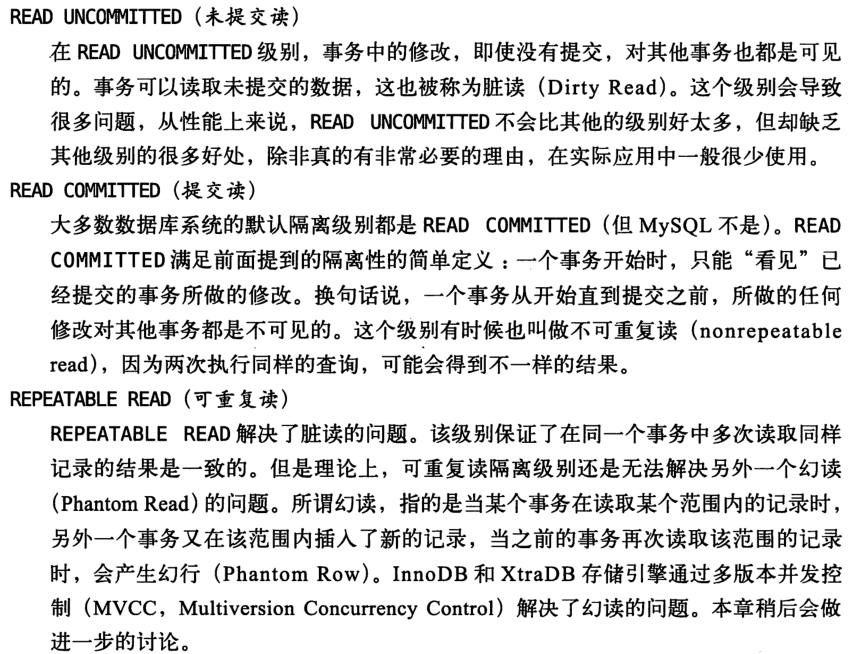 READ UNCOMMITTED（未提交读）
在 READ UNCOMMITTED 级别，事务中的修改，即使没有提交，对其他事务也都是可见
的。事务可以读取未提交的数据，这也被称为脏读（Dirty Read）。这个级别会导致
很多问题，从性能上来说，READ UNCOMMITTED 不会比其他的级别好太多，但却缺乏
其他级别的很多好处，除非真的有非常必要的理由，在实际应用中一般很少使用。
READ COMMITTED（提交读）
大多数数据库系统的默认隔离级别都是 READ COMMITTED（但 MySQL 不是）。READ
COMMITTED 满足前面提到的隔离性的简单定义：一个事务开始时，只能“看见”已
经提交的事务所做的修改。换句话说，一个事务从开始直到提交之前，所做的任何
修改对其他事务都是不可见的。这个级别有时候也叫做不可重复读（nonrepeatable
read），因为两次执行同样的查询，可能会得到不一样的结果。
REPEATABLE READ（可重复读）
REPEATABLE READ 解决了脏读的问题。该级别保证了在同一个事务中多次读取同样
记录的结果是一致的。但是理论上，可重复读隔离级别还是无法解决另外一个幻读
（Phantom Read）的问题。所谓幻读，指的是当某个事务在读取某个范围内的记录时，
另外一个事务又在该范围内插入了新的记录，当之前的事务再次读取该范围的记录
时，会产生幻行（Phantom Row）。InnoDB 和 XtraDB 存储引擎通过多版本并发控
制（MVCC，Multiversion Concurrency Control）解决了幻读的问题。本章稍后会做
进一步的讨论。